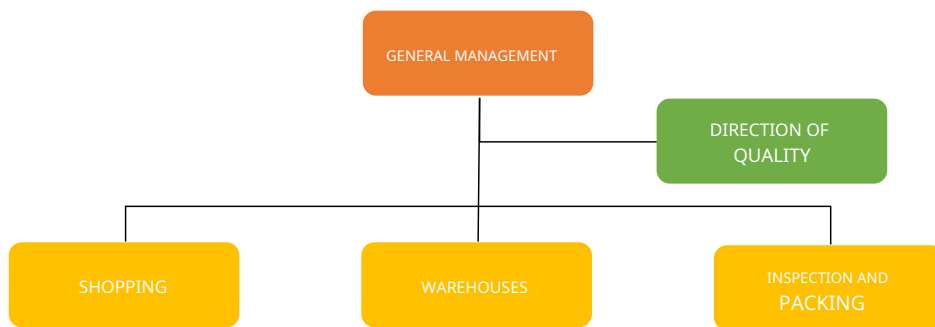 GENERAL MANAGEMENT
DIRECTION OF
QUALITY
SHOPPING
WAREHOUSES
INSPECTION AND
PACKING